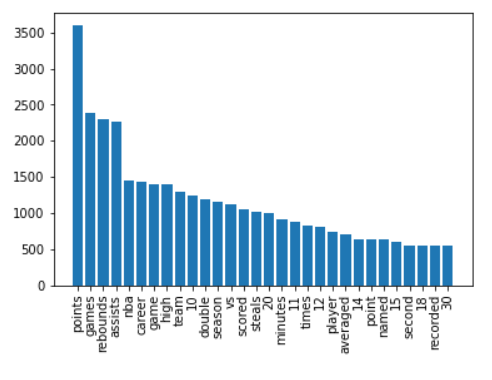 3500
3000
2500
2000
1500
1000
500
0
points
games
rebounds
assists
nba
career
game
high
team
10
double
season
vs
scored
steals
20
minutes
11
times
12
player
averaged
14
point
named
15
second
18
recorded
30